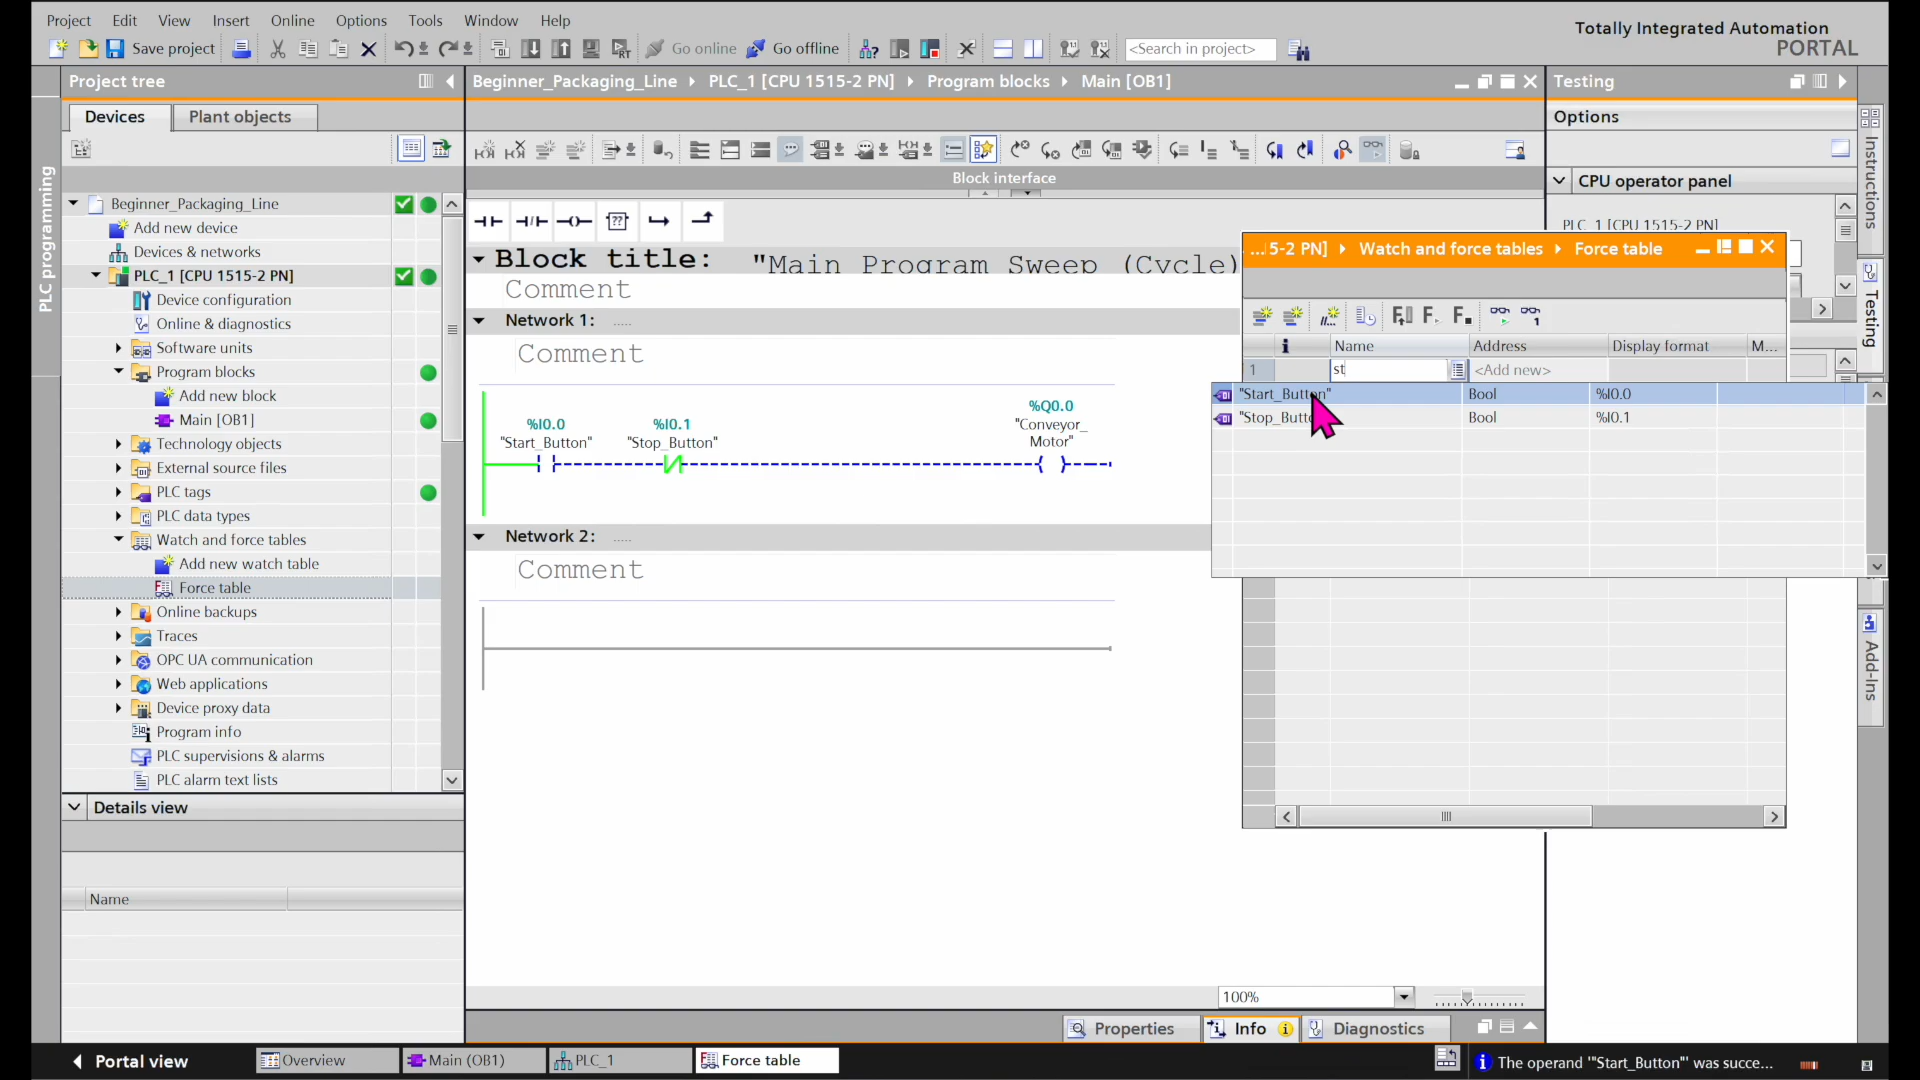 Project Edit View Insert Online Options Tools Window Help
Totally Integrated Automation
PORTAL
Save project
Go online
Go offline
<Search in project>
Project tree
Beginner_Packaging_Line PLC_1 [CPU 1515-2 PN] Program blocks Main [OB1]
Testing
Devices
Plant objects
Options
Block interface
CPU operator panel
PLC_1 [CPU 1515-2 PN]
PLC programming
Beginner_Packaging_Line
Add new device
Devices & networks
PLC_1 [CPU 1515-2 PN]
Device configuration
Online & diagnostics
Software units
Program blocks
Add new block
Main [OB1]
Technology objects
External source files
PLC tags
PLC data types
Watch and force tables
Add new watch table
Force table
Online backups
Traces
OPC UA communication
Web applications
Device proxy data
Program info
PLC supervisions & alarms
PLC alarm text lists
Details view
Name
??
Block title: "Main Program Sweep (Cycle)
Comment
Network 1: .....
Comment
%I0.0
"Start_Button"
%I0.1
"Stop_Button"
%Q0.0
"Conveyor_
Motor"
Network 2: .....
Comment
...5-2 PN] Watch and force tables Force table
i Name Address Display format M...
1 st <Add new>
"Start_Button" Bool %I0.0
"Stop_Butt Bool %I0.1
Instructions
Testing
Add-Ins
100%
Properties
Info
Diagnostics
Portal view
Overview
Main (OB1)
PLC_1
Force table
The operand '"Start_Button"' was succe...